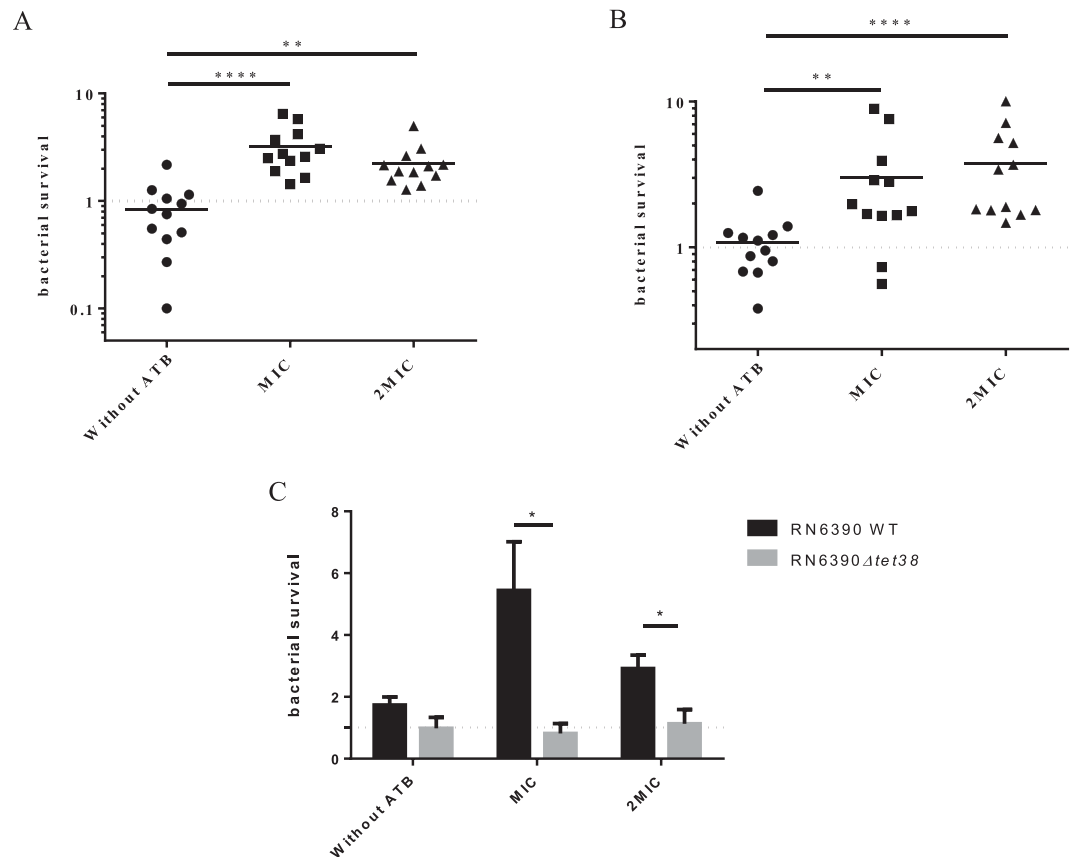 A
**
****
10
1
0.1
bacterial survival
Without ATB
MIC
2MIC
B
****
**
10
1
bacterial survival
Without ATB
MIC
2MIC
C
8
6
4
2
0
bacterial survival
*
*
Without ATB
MIC
2MIC
RN6390 WT
RN6390Δtet38